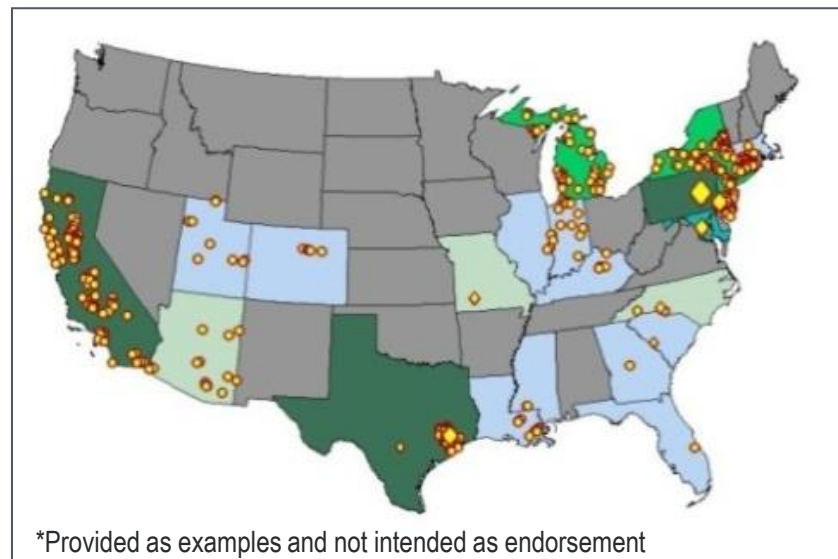 *Provided as examples and not intended as endorsement